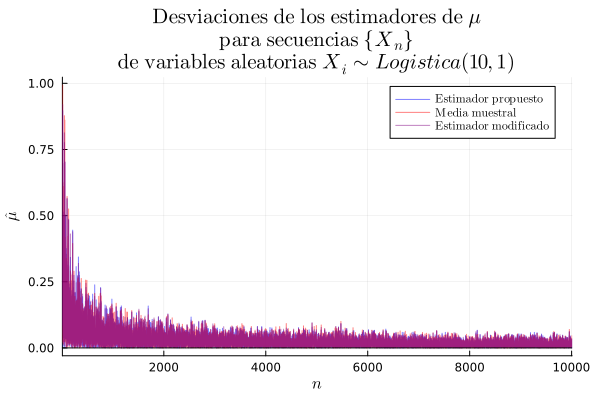 Desviaciones de los estimadores de μ
para secuencias {Xₙ}
de variables aleatorias Xᵢ ∼ Logistica(10, 1)
Estimador propuesto
Media muestral
Estimador modificado
1.00
0.75
0.50
0.25
0.00
μ̂
2000
4000
6000
8000
10000
n